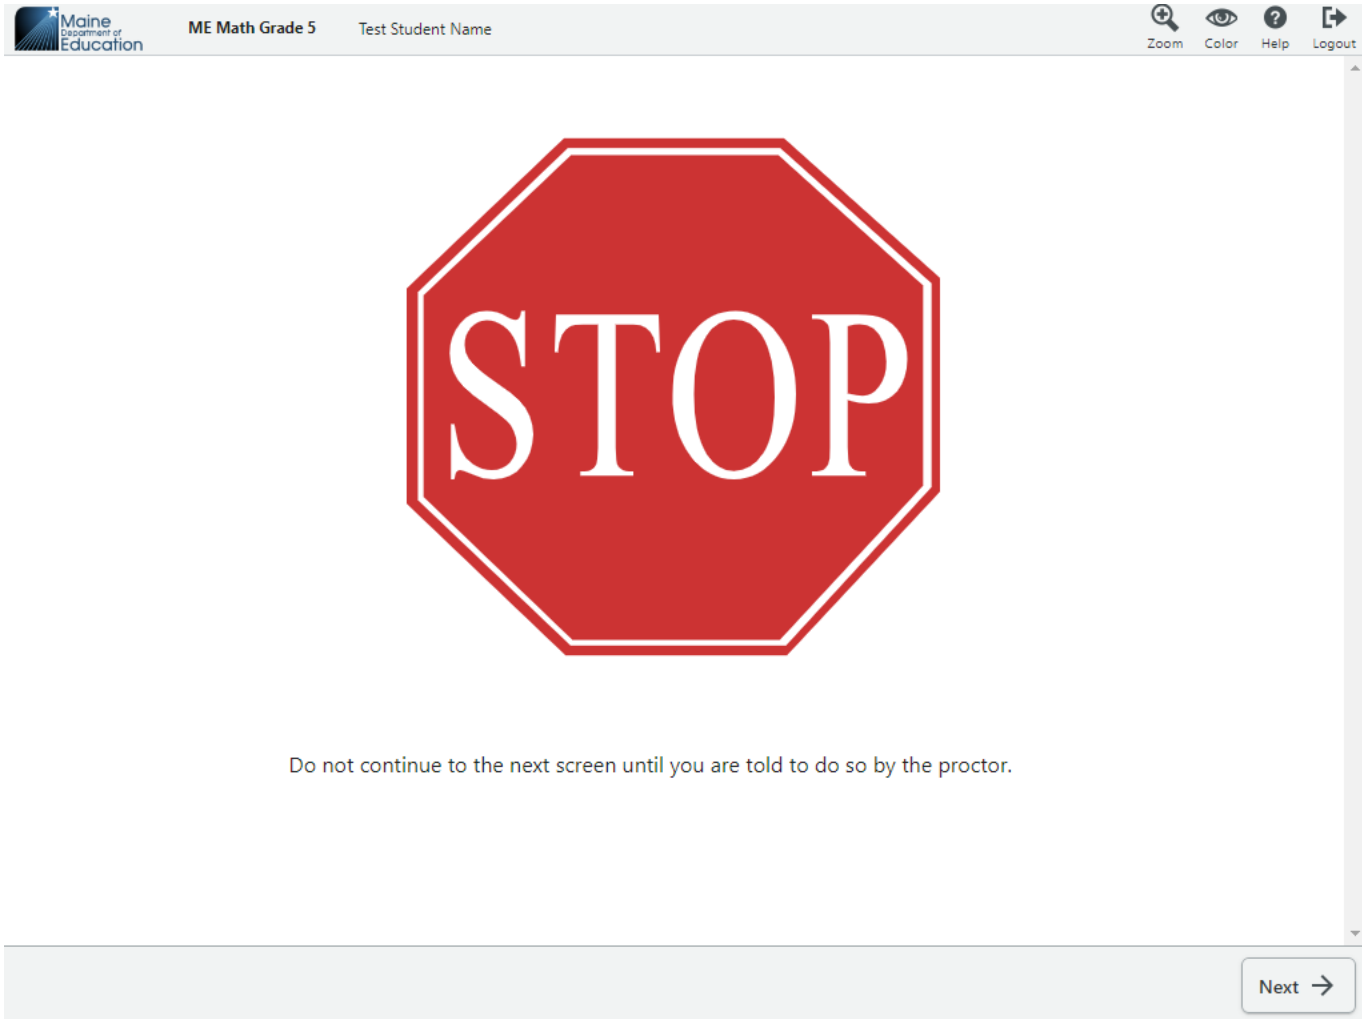 Maine
Department of
Education
ME Math Grade 5
Test Student Name
Zoom
Color
Help
Logout
STOP
Do not continue to the next screen until you are told to do so by the proctor.
Next